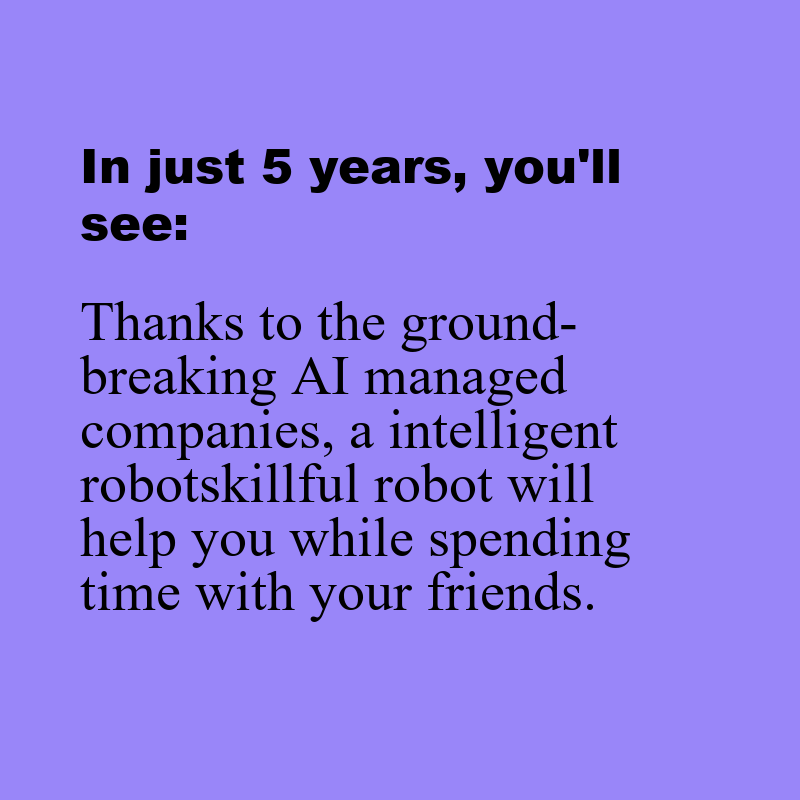 In just 5 years, you'll
see:
Thanks to the ground-
breaking AI managed
companies, a intelligent
robotskillful robot will
help you while spending
time with your friends.